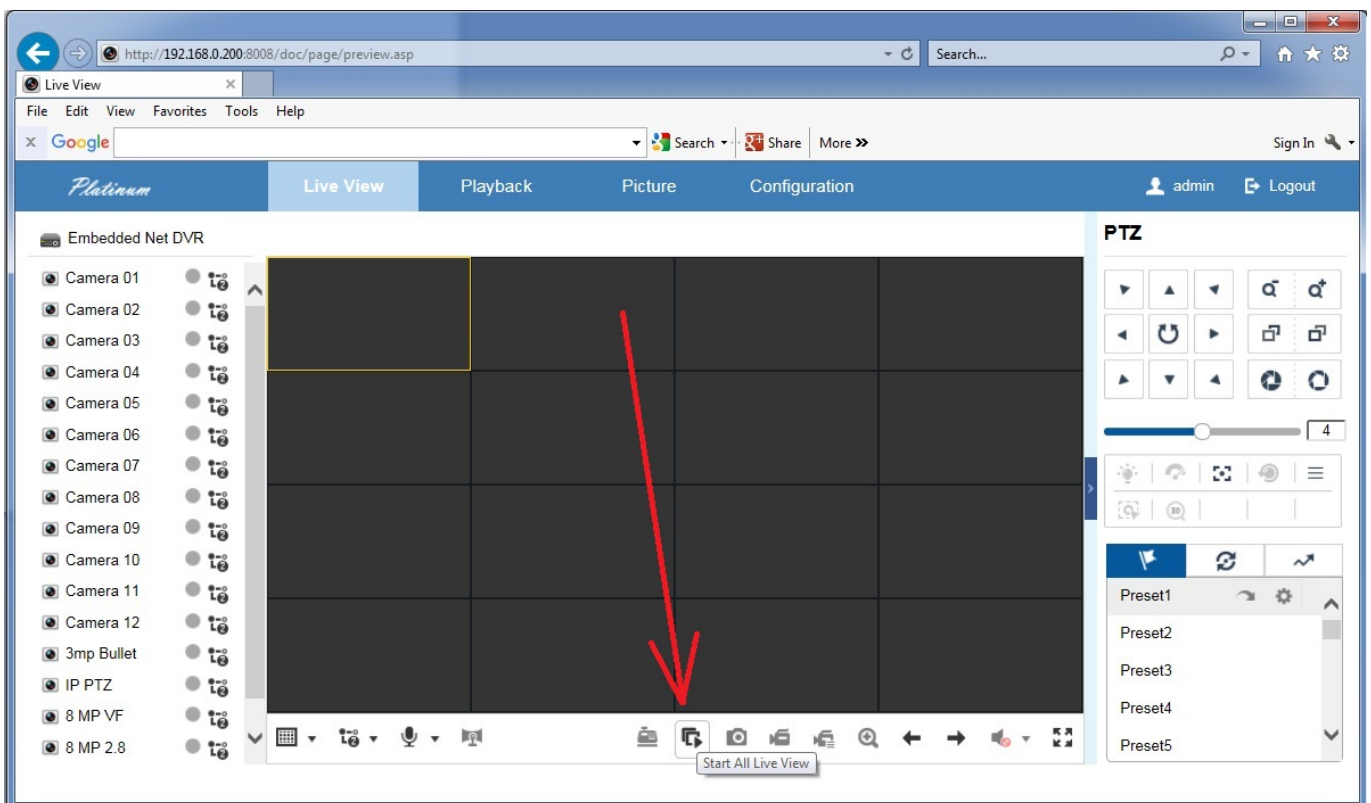 http://192.168.0.200:8008/doc/page/preview.asp
Search...
Live View
File Edit View Favorites Tools Help
x Google Search Share More »» Sign In
Platinum Live View Playback Picture Configuration admin Logout
Embedded Net DVR
PTZ
Camera 01
Camera 02
Camera 03
Camera 04
Camera 05
Camera 06
Camera 07
Camera 08
Camera 09
Camera 10
Camera 11
Camera 12
3mp Bullet
IP PTZ
8 MP VF
8 MP 2.8
Start All Live View
4
3D
Preset1
Preset2
Preset3
Preset4
Preset5